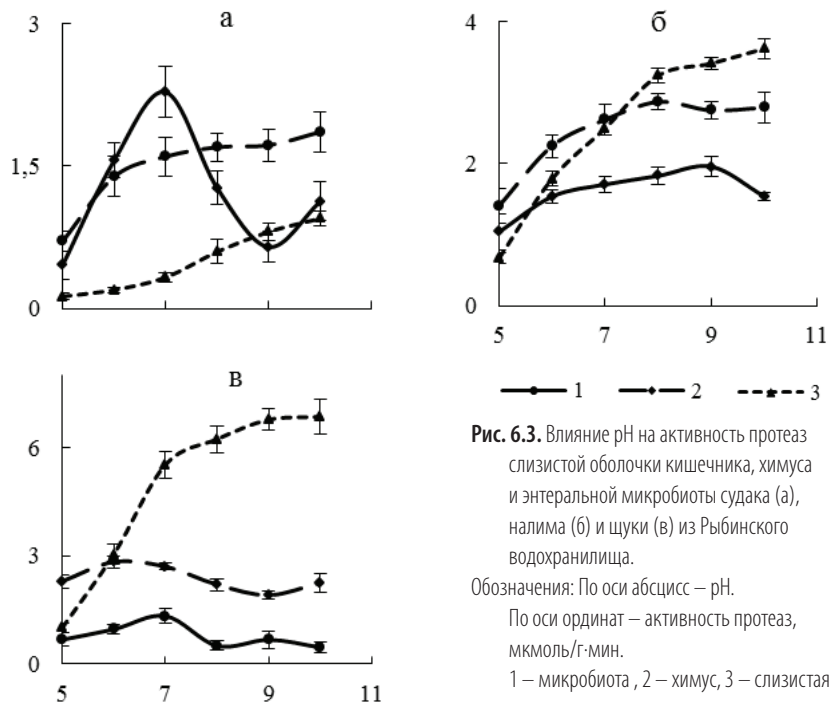 а
3
1,5
0
5
7
9
11
б
4
2
0
5
7
9
11
в
6
3
0
5
7
9
11
1 2 3
Рис. 6.3. Влияние pH на активность протеаз
слизистой оболочки кишечника, химуса
и энтеральной микробиоты судака (а),
налима (б) и щуки (в) из Рыбинского
водохранилища.
Обозначения: По оси абсцисс – pH.
По оси ординат – активность протеаз,
мкмоль/г·мин.
1 – микробиота , 2 – химус, 3 – слизистая